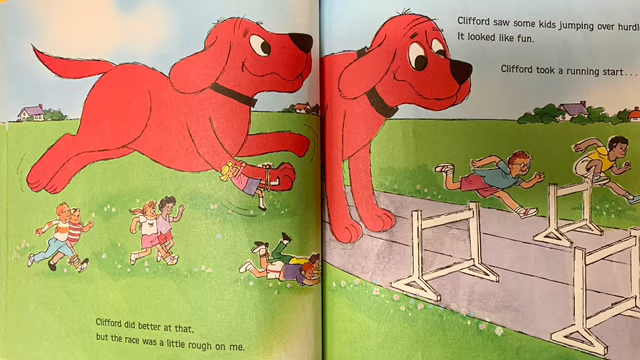 Clifford did better at that,
but the race was a little rough on me.
Clifford saw some kids jumping over hurdl
It looked like fun.
Clifford took a running start...